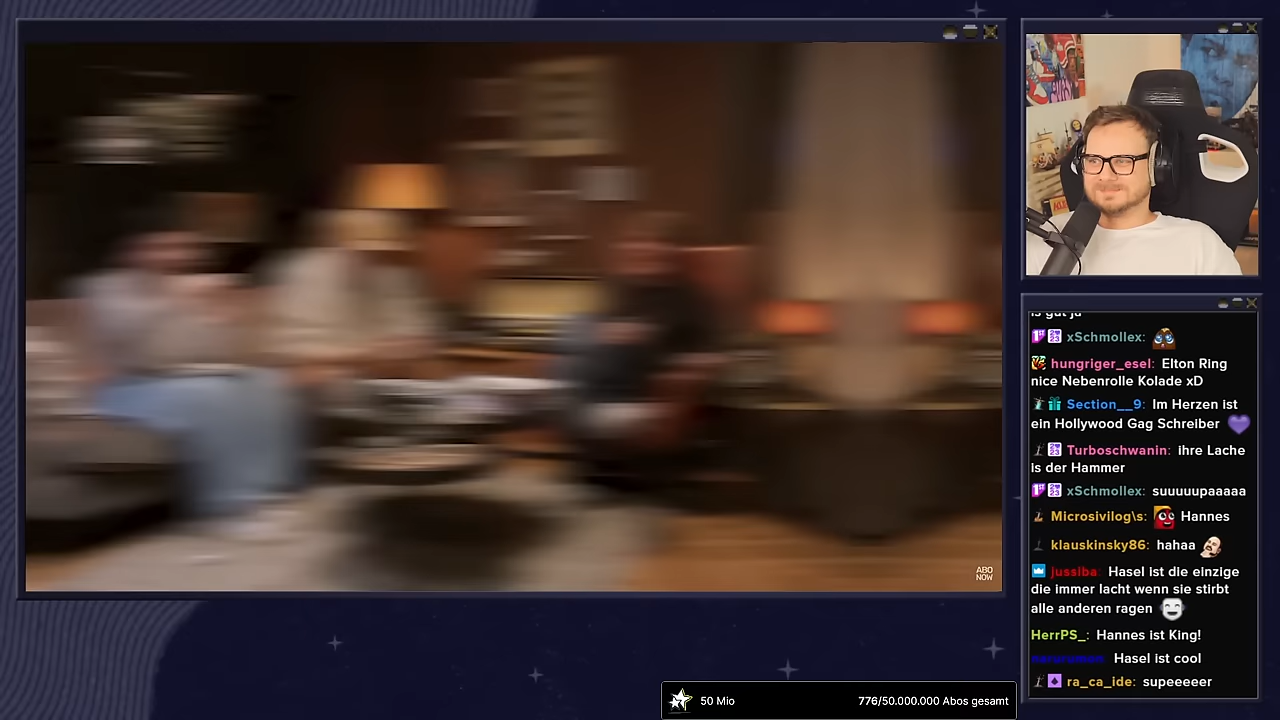 ABO
NOW
is gut ja
xSchmollex:
hungriger_esel: Elton Ring
nice Nebenrolle Kolade xD
Section__9: Im Herzen ist
ein Hollywood Gag Schreiber
Turboschwanin: ihre Lache
is der Hammer
xSchmollex: suuuuupaaaaa
Microsivilog\s: Hannes
klauskinsky86: hahaa
jussiba: Hasel ist die einzige
die immer lacht wenn sie stirbt
alle anderen ragen
HerrPS_: Hannes ist King!
Hasel ist cool
ra_ca_ide: supeeeeer
50 Mio 776/50.000.000 Abos gesamt